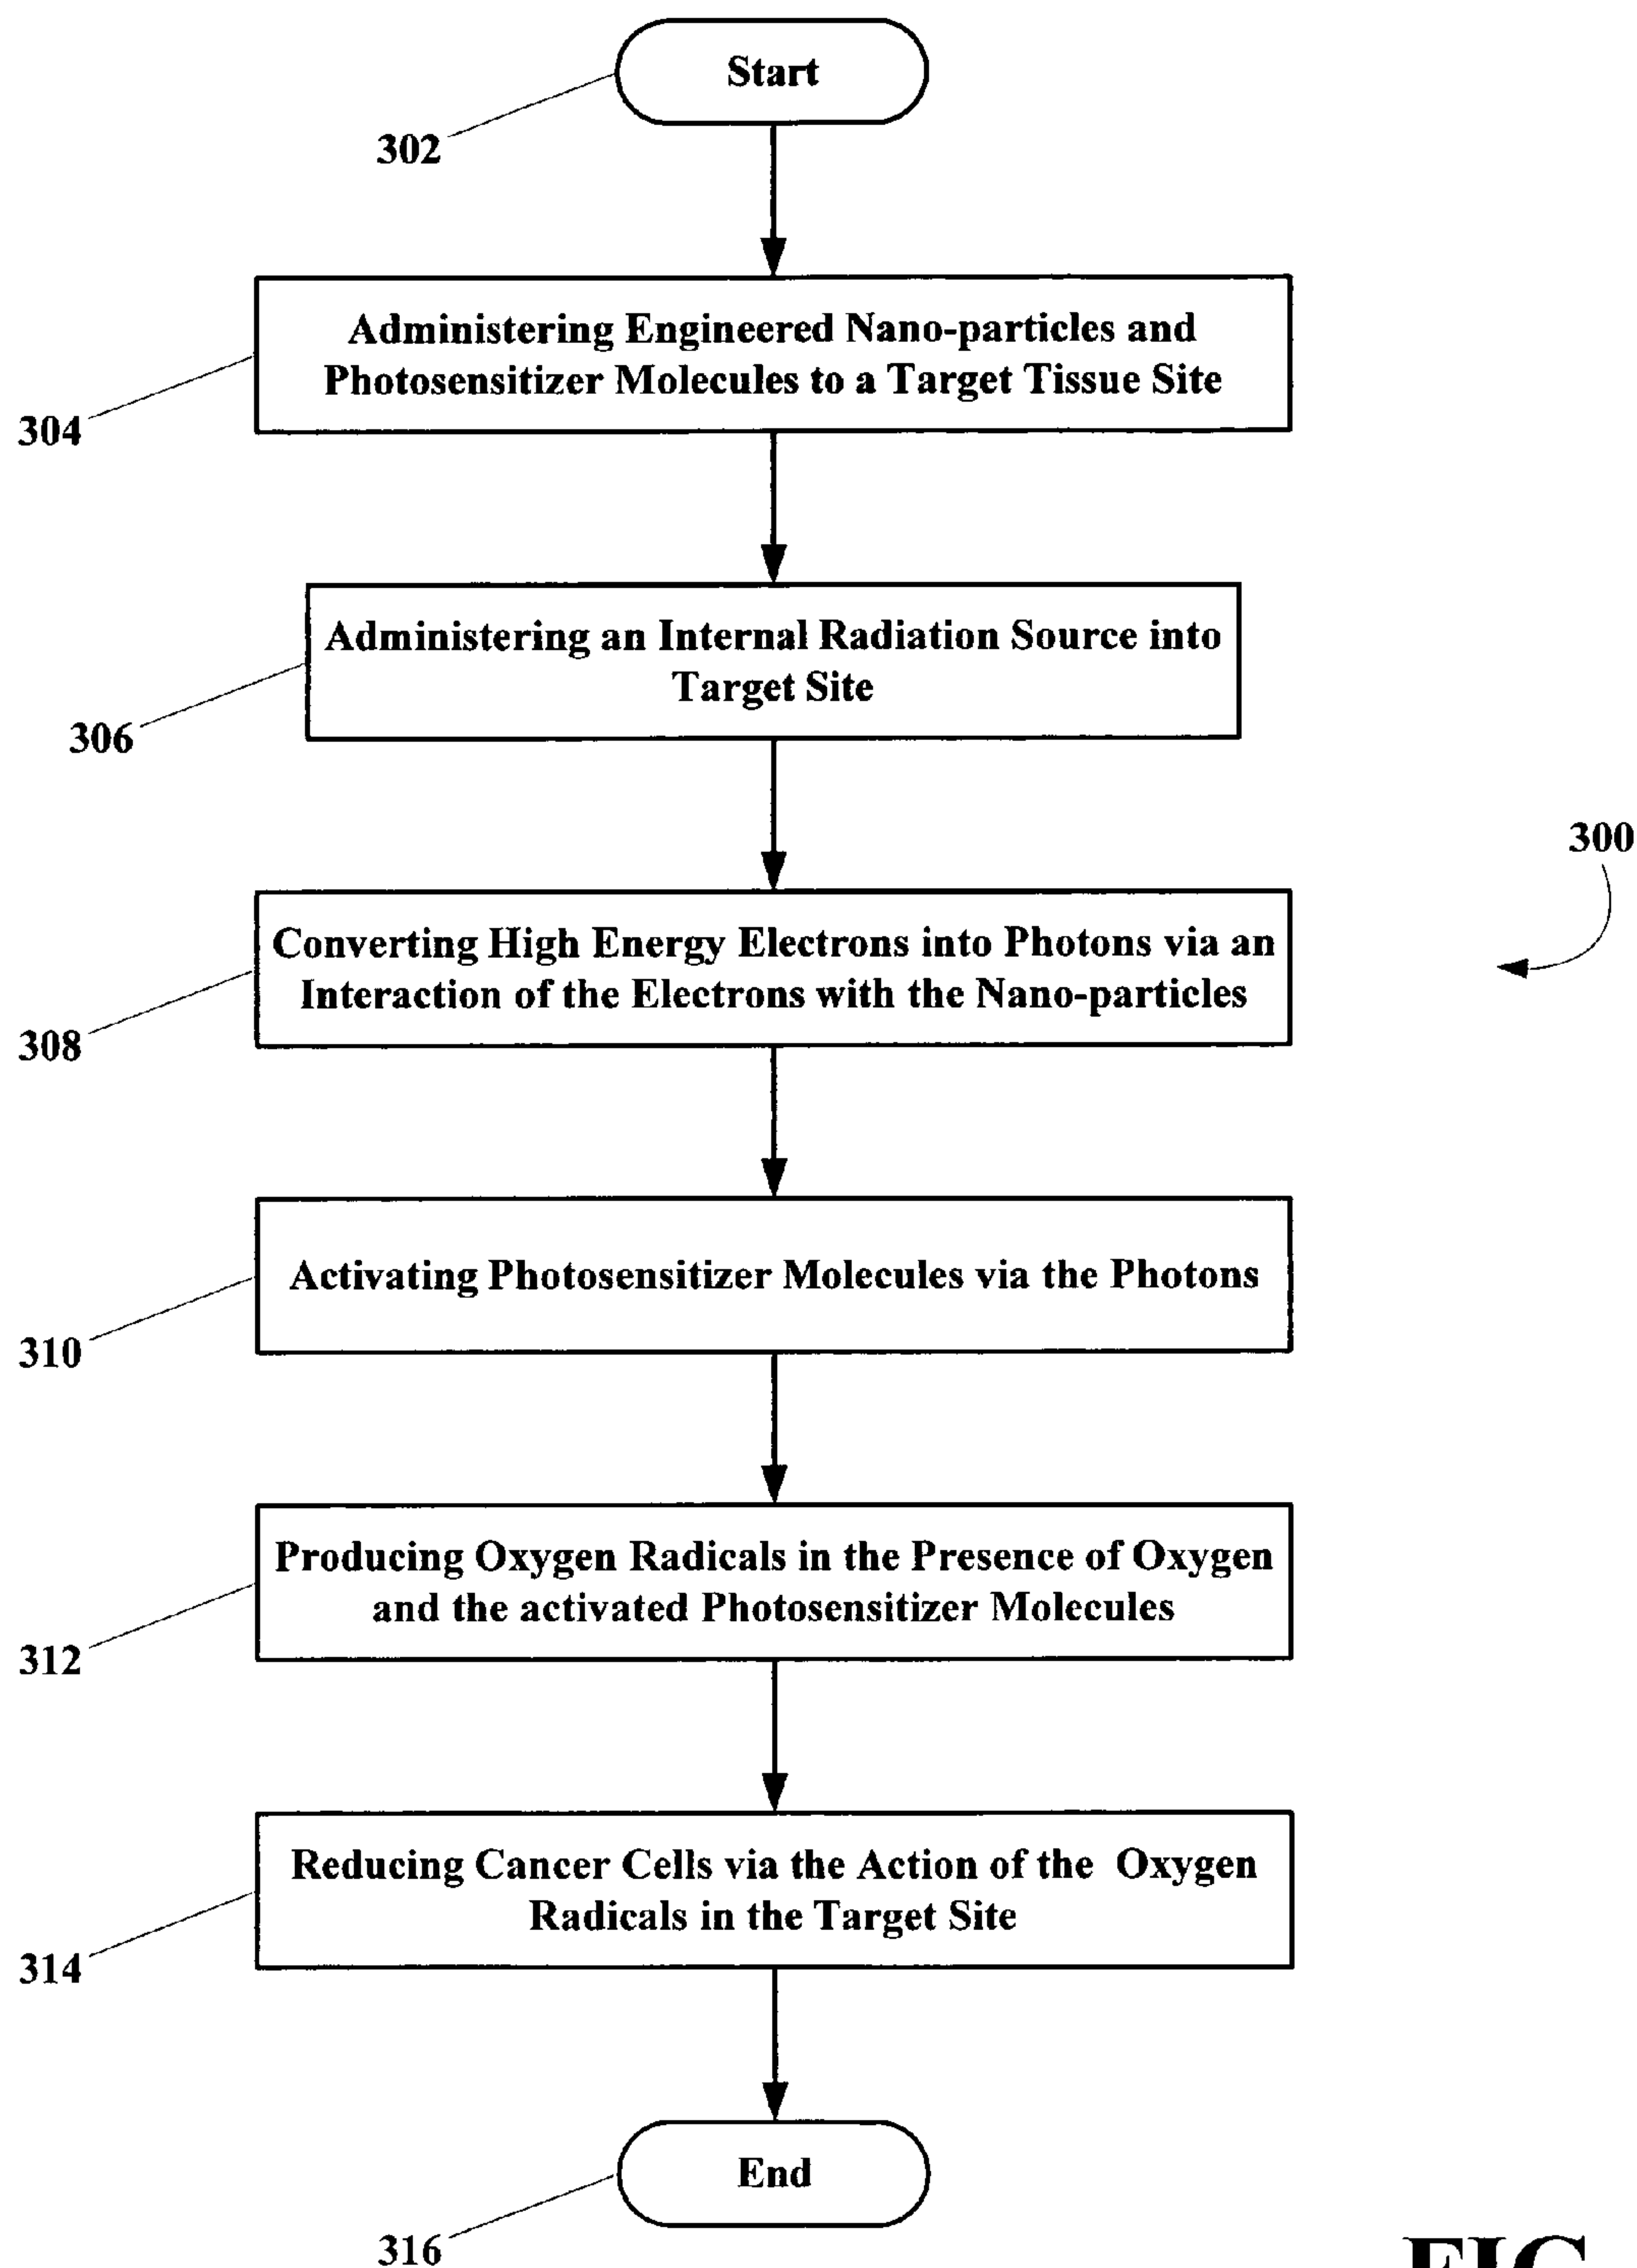 Start
302
Administering Engineered Nano-particles and
Photosensitizer Molecules to a Target Tissue Site
304
Administering an Internal Radiation Source into
Target Site
306
300
Converting High Energy Electrons into Photons via an
Interaction of the Electrons with the Nano-particles
308
Activating Photosensitizer Molecules via the Photons
310
Producing Oxygen Radicals in the Presence of Oxygen
and the activated Photosensitizer Molecules
312
Reducing Cancer Cells via the Action of the Oxygen
Radicals in the Target Site
314
End
316
FIG